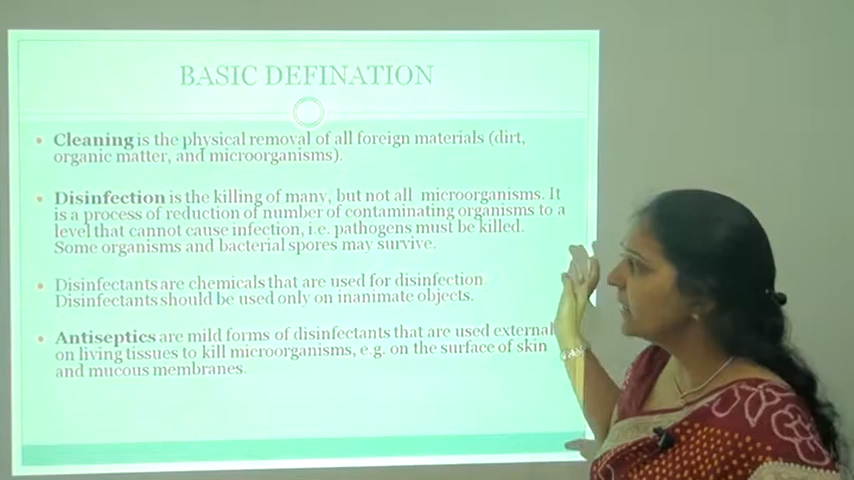 BASIC DEFINATION
• Cleaning is the physical removal of all foreign materials (dirt,
organic matter, and microorganisms).
• Disinfection is the killing of many, but not all microorganisms. It
is a process of reduction of number of contaminating organisms to a
level that cannot cause infection, i.e. pathogens must be killed.
Some organisms and bacterial spores may survive.
• Disinfectants are chemicals that are used for disinfection
Disinfectants should be used only on inanimate objects.
• Antiseptics are mild forms of disinfectants that are used external
on living tissues to kill microorganisms, e.g. on the surface of skin
and mucous membranes.